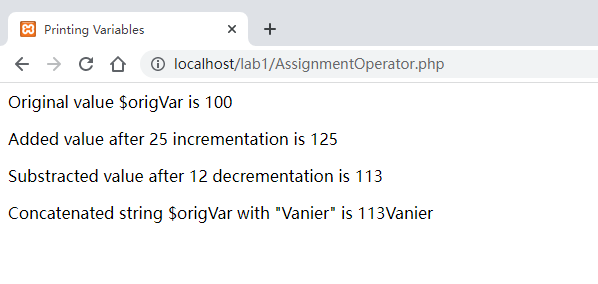 Printing Variables
localhost/lab1/AssignmentOperator.php
Original value $origVar is 100
Added value after 25 incrementation is 125
Substracted value after 12 decrementation is 113
Concatenated string $origVar with "Vanier" is 113Vanier